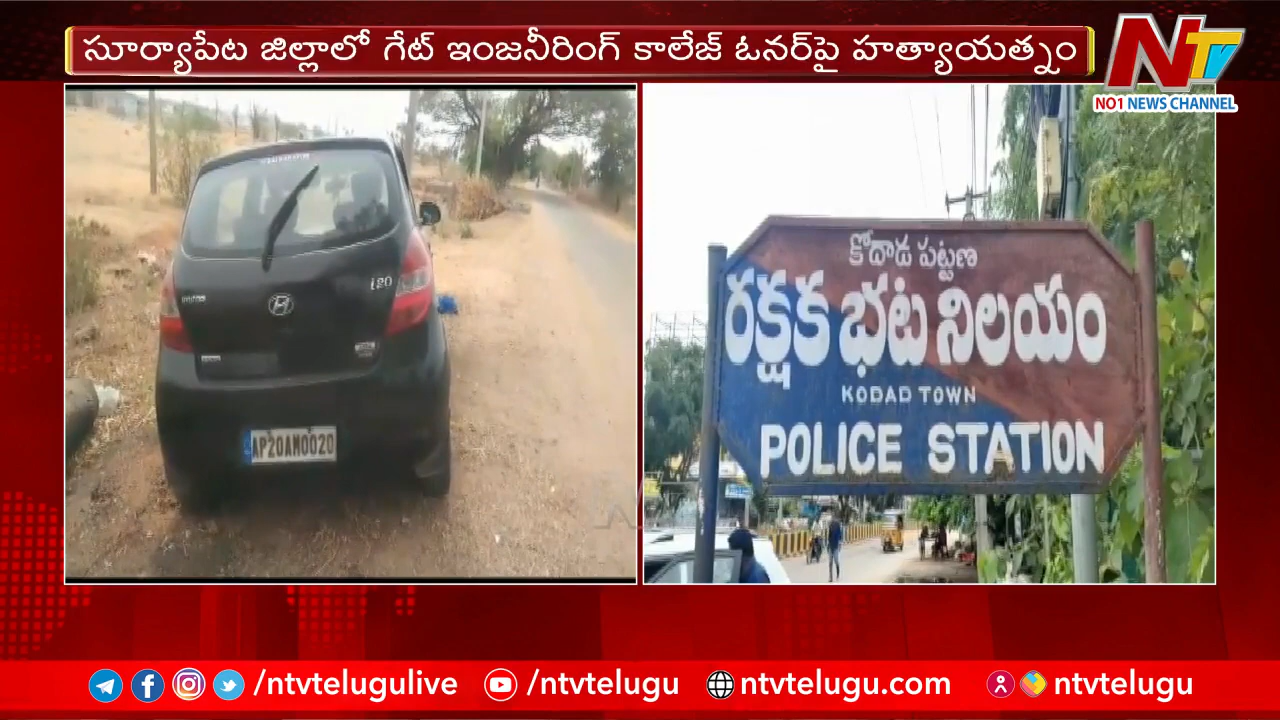 సూర్యాపేట జిల్లాలో గేట్ ఇంజనీరింగ్ కాలేజ్ ఓనర్‌పై హత్యాయత్నం
NTV
NO1 NEWS CHANNEL
i20
AP20AM0020
కోదాడ పట్టణ
రక్షక భట నిలయం
KODAD TOWN
POLICE STATION
/ntvtelugulive /ntvtelugu ntvtelugu.com ntvtelugu